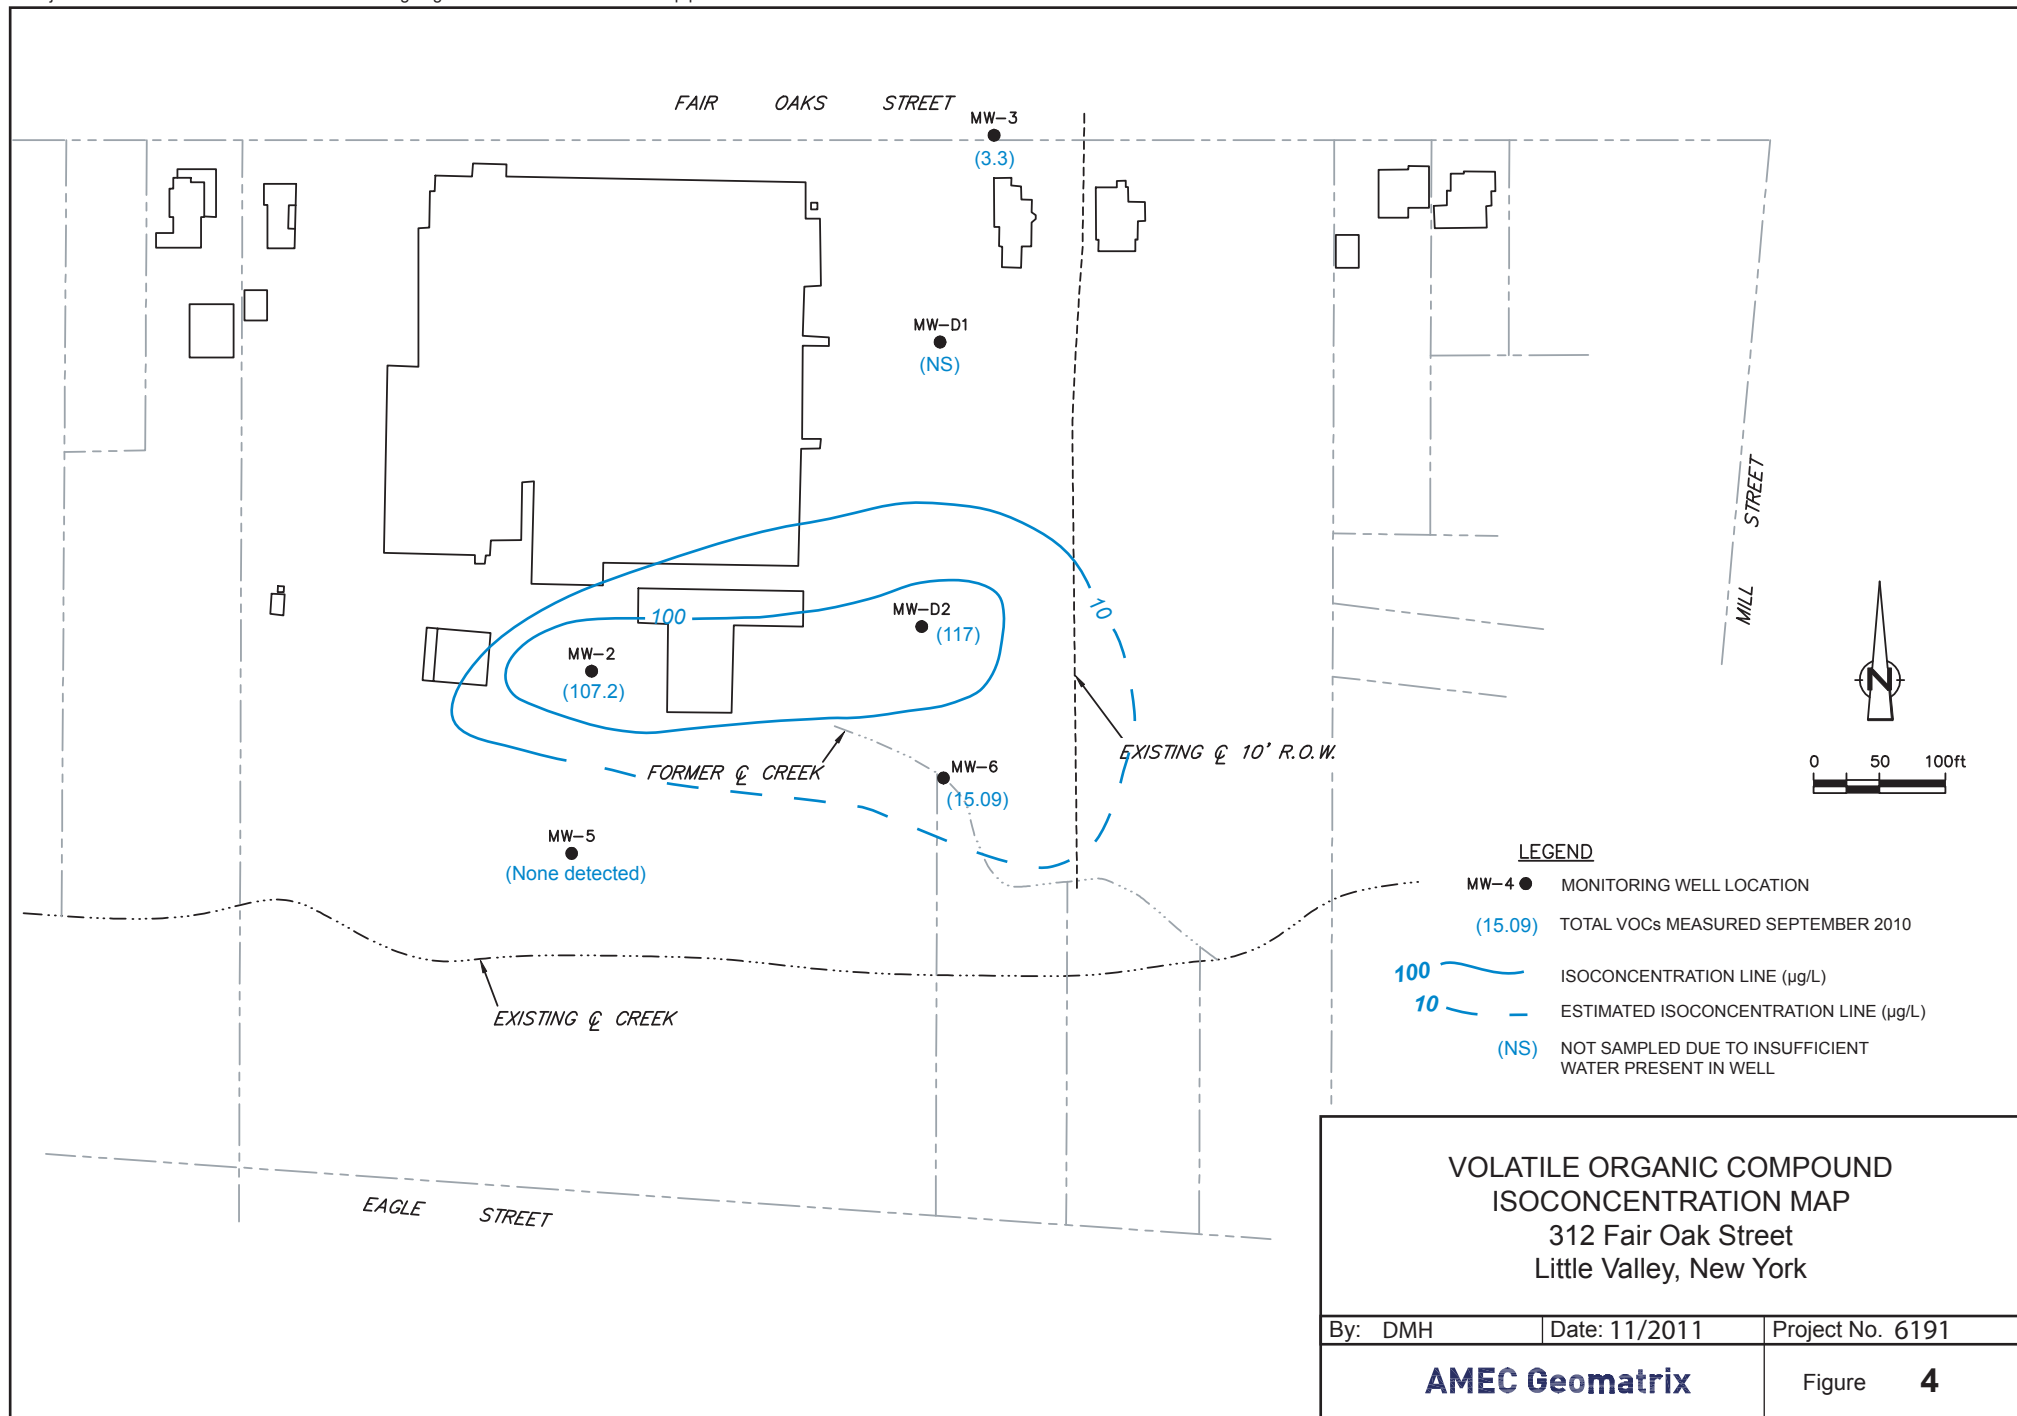 FAIR OAKS STREET
MW-3
(3.3)
MW-D1
(NS)
MILL STREET
100
10
MW-D2
(117)
MW-2
(107.2)
N
EXISTING ℄ 10' R.O.W.
FORMER ℄ CREEK
MW-6
(15.09)
0 50 100ft
MW-5
(None detected)
EXISTING ℄ CREEK
EAGLE STREET
LEGEND
MW-4 MONITORING WELL LOCATION
(15.09) TOTAL VOCs MEASURED SEPTEMBER 2010
100 ISOCONCENTRATION LINE (µg/L)
10 ESTIMATED ISOCONCENTRATION LINE (µg/L)
(NS) NOT SAMPLED DUE TO INSUFFICIENT
WATER PRESENT IN WELL
VOLATILE ORGANIC COMPOUND
ISOCONCENTRATION MAP
312 Fair Oak Street
Little Valley, New York
By: DMH Date: 11/2011 Project No. 6191
AMEC Geomatrix Figure 4